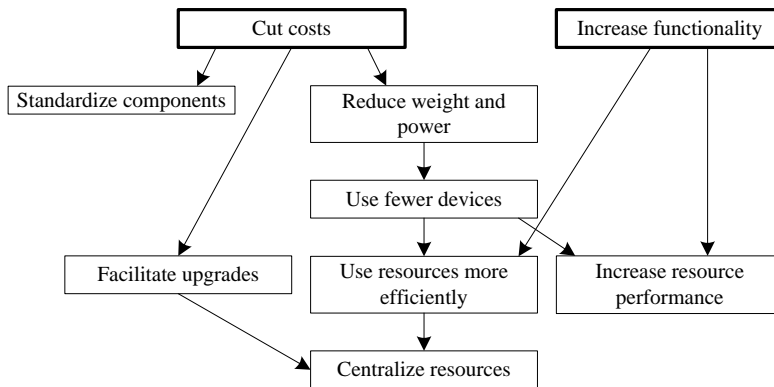 Cut costs
Increase functionality
Standardize components
Reduce weight and
power
Use fewer devices
Facilitate upgrades
Use resources more
efficiently
Increase resource
performance
Centralize resources